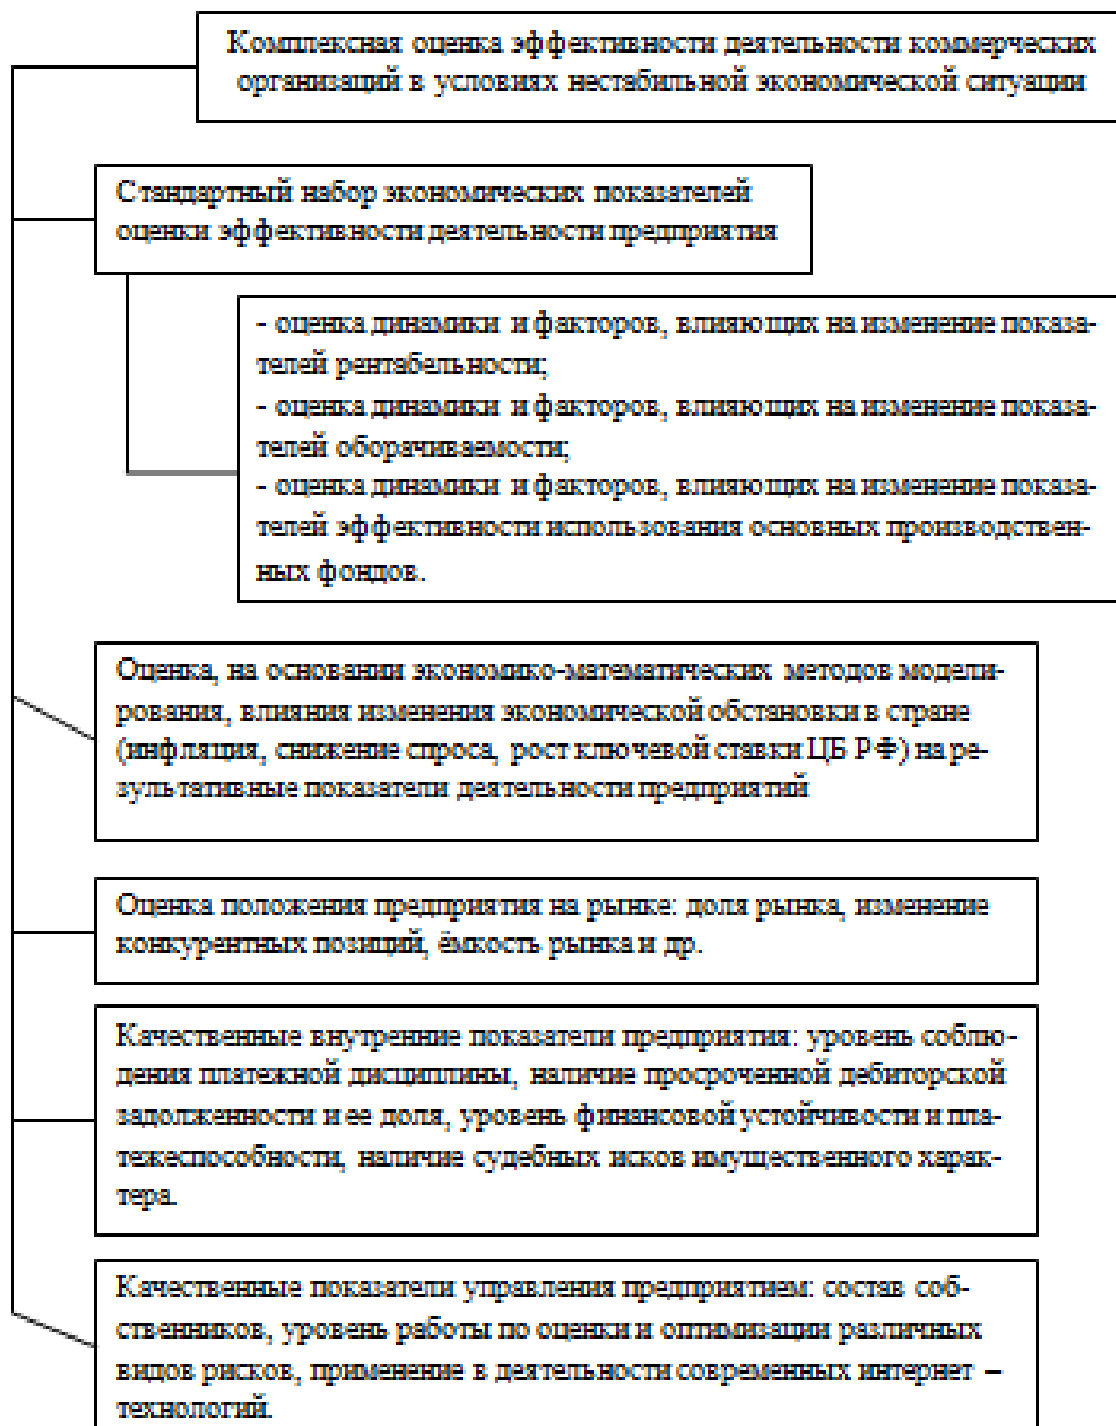 Комплексная оценка эффективности деятельности коммерческих
организаций в условиях нестабильной экономической ситуации
Стандартный набор экономических показателей
оценки эффективности деятельности предприятия
- оценка динамики и факторов, влияющих на изменение показа-
телей рентабельности;
- оценка динамики и факторов, влияющих на изменение показа-
телей оборачиваемости;
- оценка динамики и факторов, влияющих на изменение показа-
телей эффективности использования основных производствен-
ных фондов.
Оценка, на основании экономико-математических методов модели-
рования, влияния изменения экономической обстановки в стране
(инфляция, снижение спроса, рост ключевой ставки ЦБ РФ) на ре-
зультативные показатели деятельности предприятий
Оценка положения предприятия на рынке: доля рынка, изменение
конкурентных позиций, ёмкость рынка и др.
Качественные внутренние показатели предприятия: уровень соблю-
дения платежной дисциплины, наличие просроченной дебиторской
задолженности и ее доля, уровень финансовой устойчивости и пла-
тежеспособности, наличие судебных исков имущественного харак-
тера.
Качественные показатели управления предприятием: состав соб-
ственников, уровень работы по оценки и оптимизации различных
видов рисков, применение в деятельности современных интернет –
технологий.